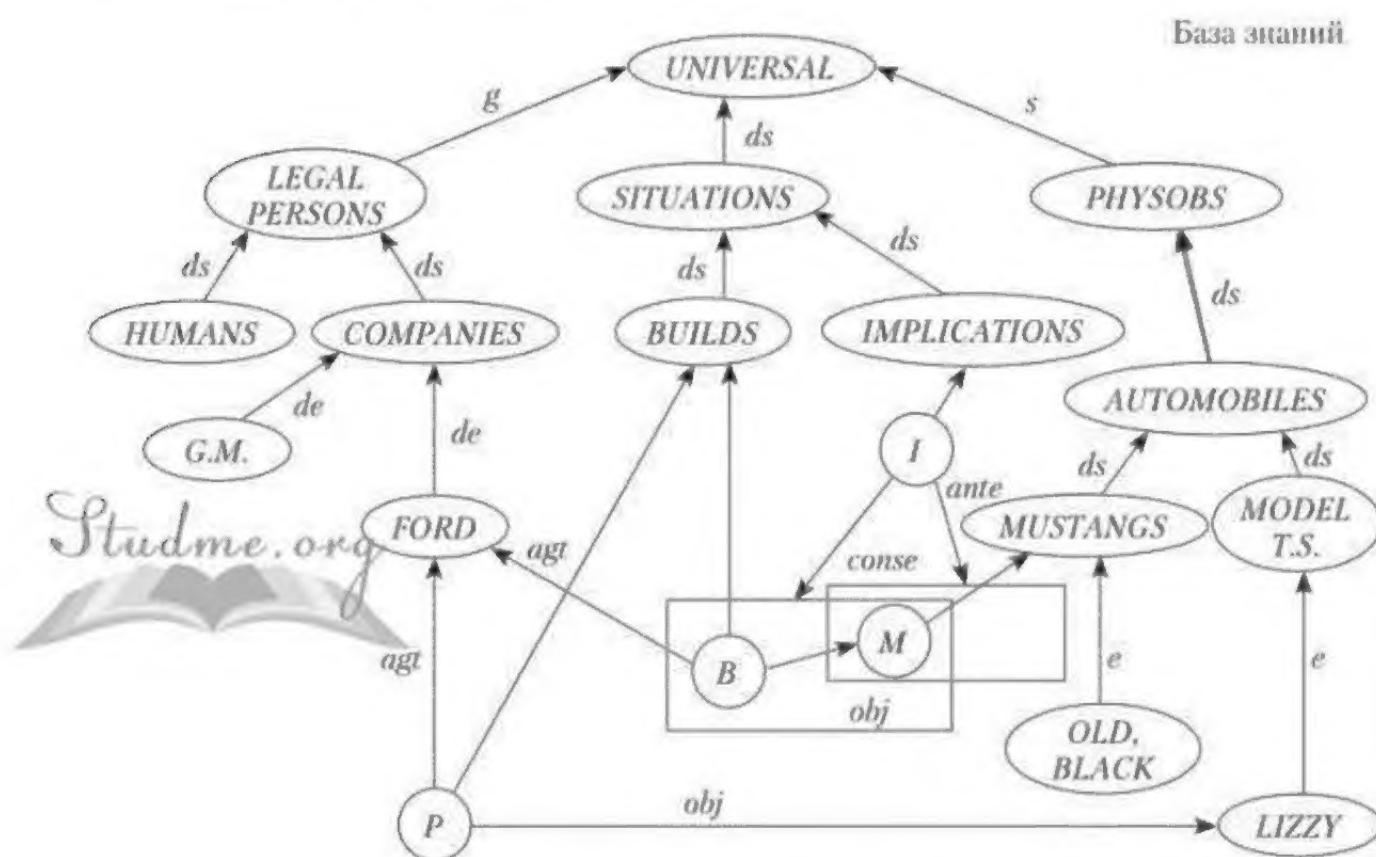 База знаний
UNIVERSAL
g
s
ds
LEGAL
PERSONS
SITUATIONS
PHYSOBS
ds
ds
ds
ds
ds
HUMANS
COMPANIES
BUILDS
IMPLICATIONS
AUTOMOBILES
de
G.M.
de
I
ds
ds
ante
FORD
MUSTANGS
MODEL
T.S.
Studme.org
agt
conse
M
B
agt
e
e
obj
OLD,
BLACK
obj
P
LIZZY